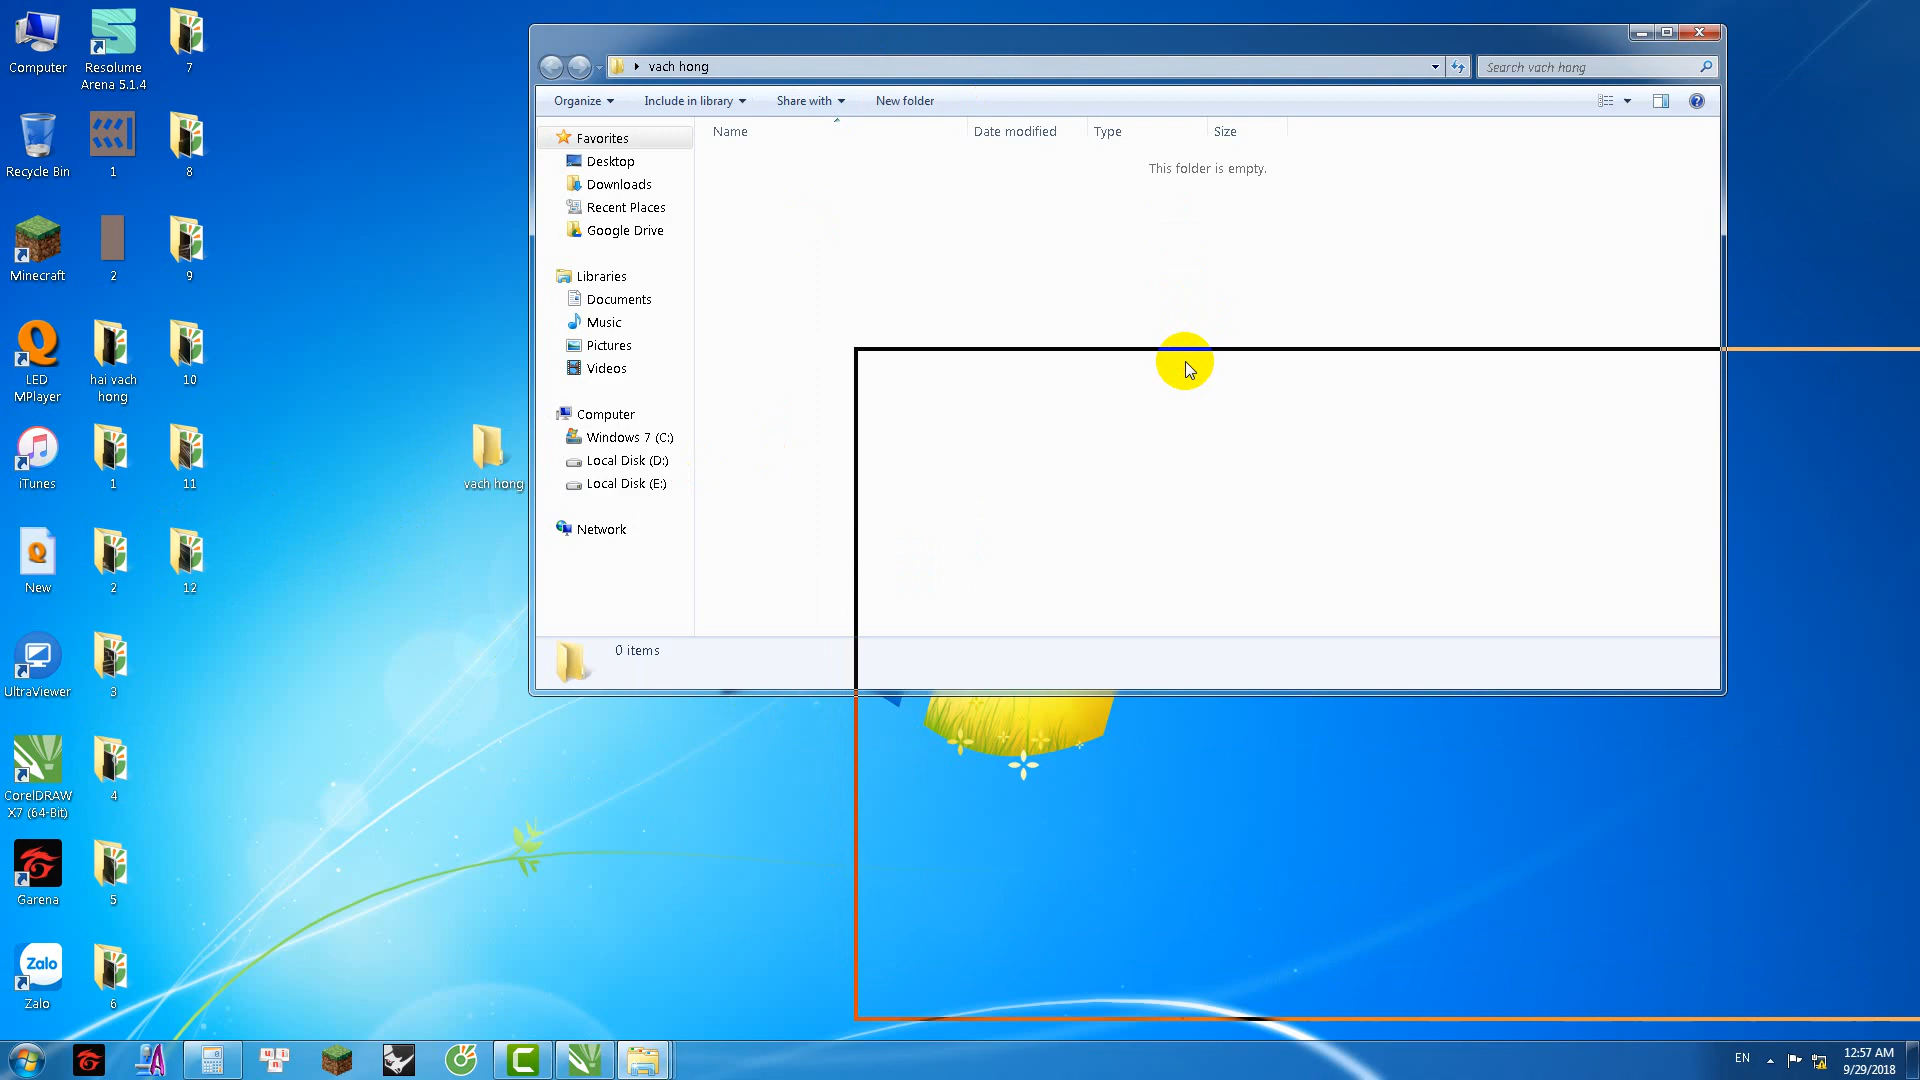 Computer
Resolume
Arena 5.1.4
7
Recycle Bin
1
8
Minecraft
2
9
LED
MPlayer
hai vach
hong
10
iTunes
1
11
New
2
12
UltraViewer
3
CorelDRAW
X7 (64-Bit)
4
Garena
5
Zalo
Zalo
6
vach hong
vach hong
Search vach hong
Organize
Include in library
Share with
New folder
Name
Date modified
Type
Size
This folder is empty.
Favorites
Desktop
Downloads
Recent Places
Google Drive
Libraries
Documents
Music
Pictures
Videos
Computer
Windows 7 (C:)
Local Disk (D:)
Local Disk (E:)
Network
0 items
EN
12:57 AM
9/29/2018